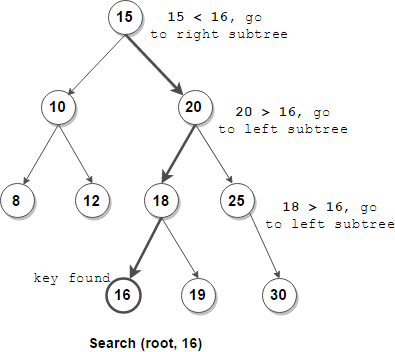 15
15 < 16, go
to right subtree
10
20
20 > 16, go
to left subtree
8
12
18
25
18 > 16, go
to left subtree
key found
16
19
30
Search (root, 16)